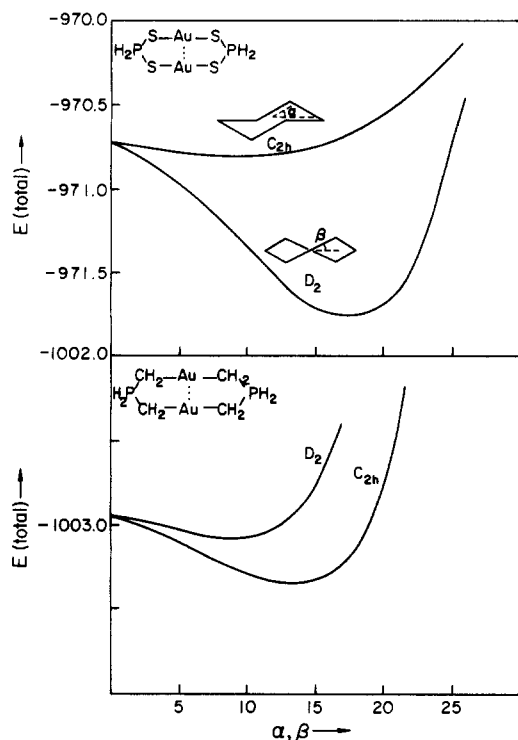 -970.0
S—Au—S
H₂P PH₂
S—Au—S
-970.5
α
C₂ₕ
E (total) →
-971.0
β
D₂
-971.5
-1002.0
CH₂—Au—CH₂
H₂P PH₂
CH₂—Au—CH₂
D₂
C₂ₕ
E (total) →
-1003.0
5 10 15 20 25
α, β →